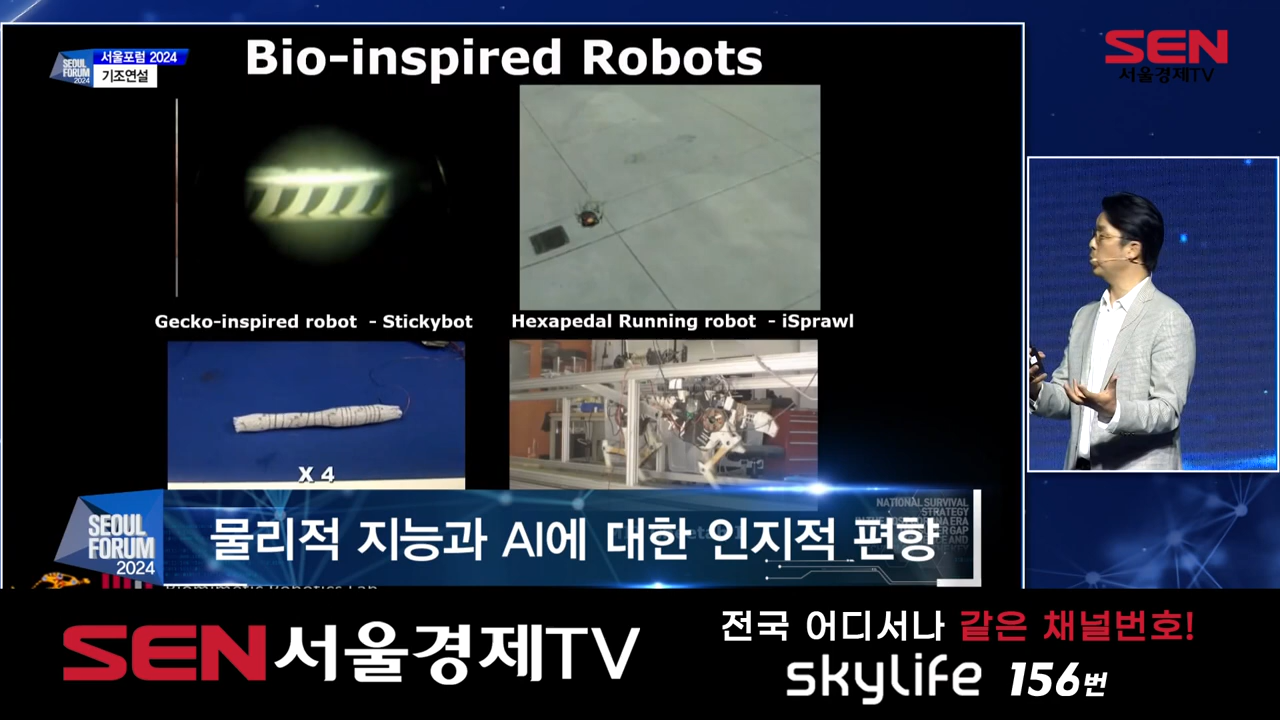 Bio-inspired Robots
SEOUL FORUM 2024
서울포럼 2024
기조연설
SEN
서울경제TV
Gecko-inspired robot - Stickybot
Hexapedal Running robot - iSprawl
X 4
SEOUL
FORUM
2024
물리적 지능과 AI에 대한 인지적 편향
NATIONAL SURVIVAL
STRATEGY
Biomimetic Robotics Lab
SEN서울경제TV
전국 어디서나 같은 채널번호!
skylife 156번